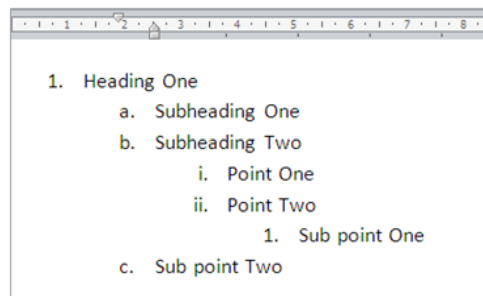 1 2 3 4 5 6 7 8
1. Heading One
a. Subheading One
b. Subheading Two
i. Point One
ii. Point Two
1. Sub point One
c. Sub point Two